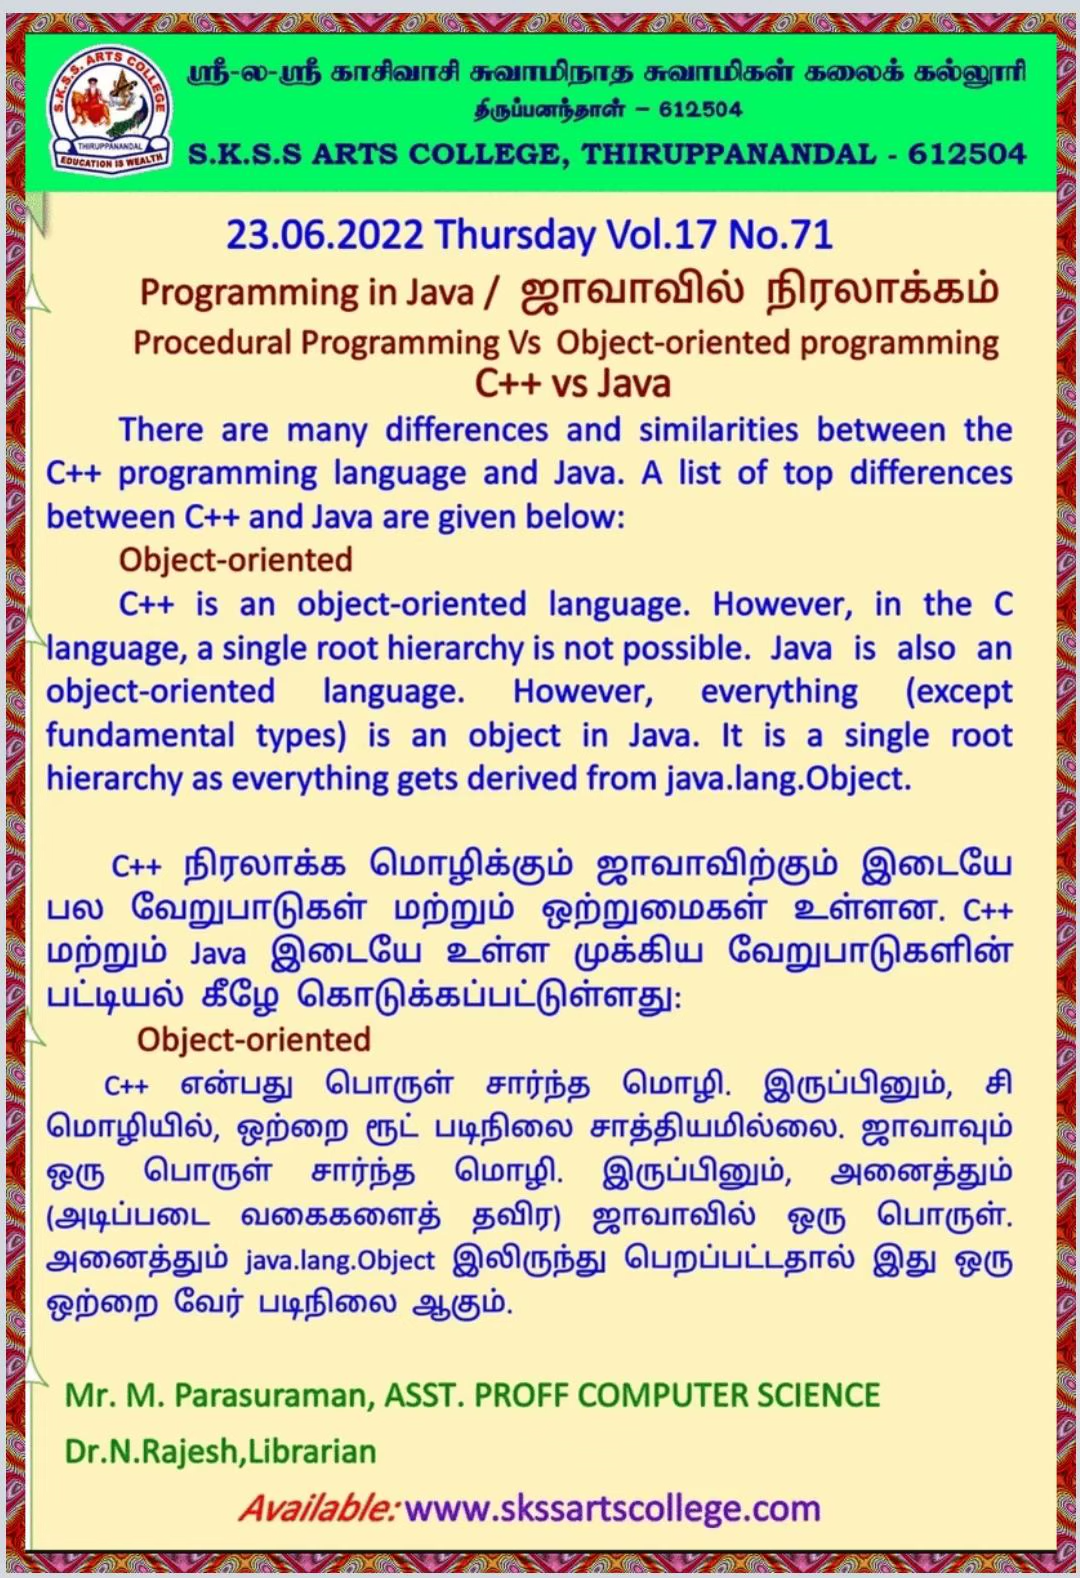 S.K.S.S. ARTS COLLEGE
THIRUPPANANDAL
EDUCATION IS WEALTH
ஸ்ரீ-ல-ஸ்ரீ காசிவாசி சுவாமிநாத சுவாமிகள் கலைக் கல்லூரி
திருப்பனந்தாள் – 612504
S.K.S.S ARTS COLLEGE, THIRUPPANANDAL - 612504
23.06.2022 Thursday Vol.17 No.71
Programming in Java / ஜாவாவில் நிரலாக்கம்
Procedural Programming Vs Object-oriented programming
C++ vs Java
There are many differences and similarities between the
C++ programming language and Java. A list of top differences
between C++ and Java are given below:
Object-oriented
C++ is an object-oriented language. However, in the C
language, a single root hierarchy is not possible. Java is also an
object-oriented language. However, everything (except
fundamental types) is an object in Java. It is a single root
hierarchy as everything gets derived from java.lang.Object.
C++ நிரலாக்க மொழிக்கும் ஜாவாவிற்கும் இடையே
பல வேறுபாடுகள் மற்றும் ஒற்றுமைகள் உள்ளன. C++
மற்றும் Java இடையே உள்ள முக்கிய வேறுபாடுகளின்
பட்டியல் கீழே கொடுக்கப்பட்டுள்ளது:
Object-oriented
C++ என்பது பொருள் சார்ந்த மொழி. இருப்பினும், சி
மொழியில், ஒற்றை ரூட் படிநிலை சாத்தியமில்லை. ஜாவாவும்
ஒரு பொருள் சார்ந்த மொழி. இருப்பினும், அனைத்தும்
(அடிப்படை வகைகளைத் தவிர) ஜாவாவில் ஒரு பொருள்.
அனைத்தும் java.lang.Object இலிருந்து பெறப்பட்டதால் இது ஒரு
ஒற்றை வேர் படிநிலை ஆகும்.
Mr. M. Parasuraman, ASST. PROFF COMPUTER SCIENCE
Dr.N.Rajesh,Librarian
Available: www.skssartscollege.com